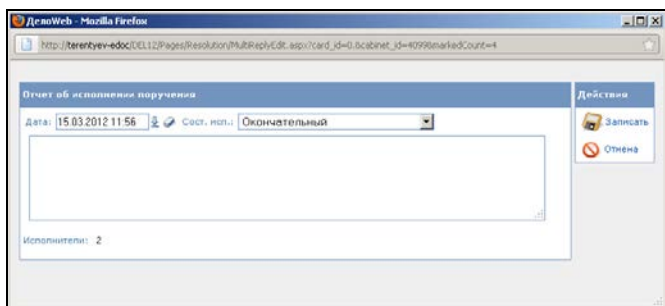 ДелоWeb - Mozilla Firefox
http://terentyev-edoc/DEL12/Pages/Resolution/MultiReplyEdit.aspx?card_id=0.&cabinet_id=4099&markedCount=4
Отчет об исполнении поручения
Действия
Дата: 15.03.2012 11:56 Сост. исп.: Окончательный
Записать
Отмена
Исполнители: 2